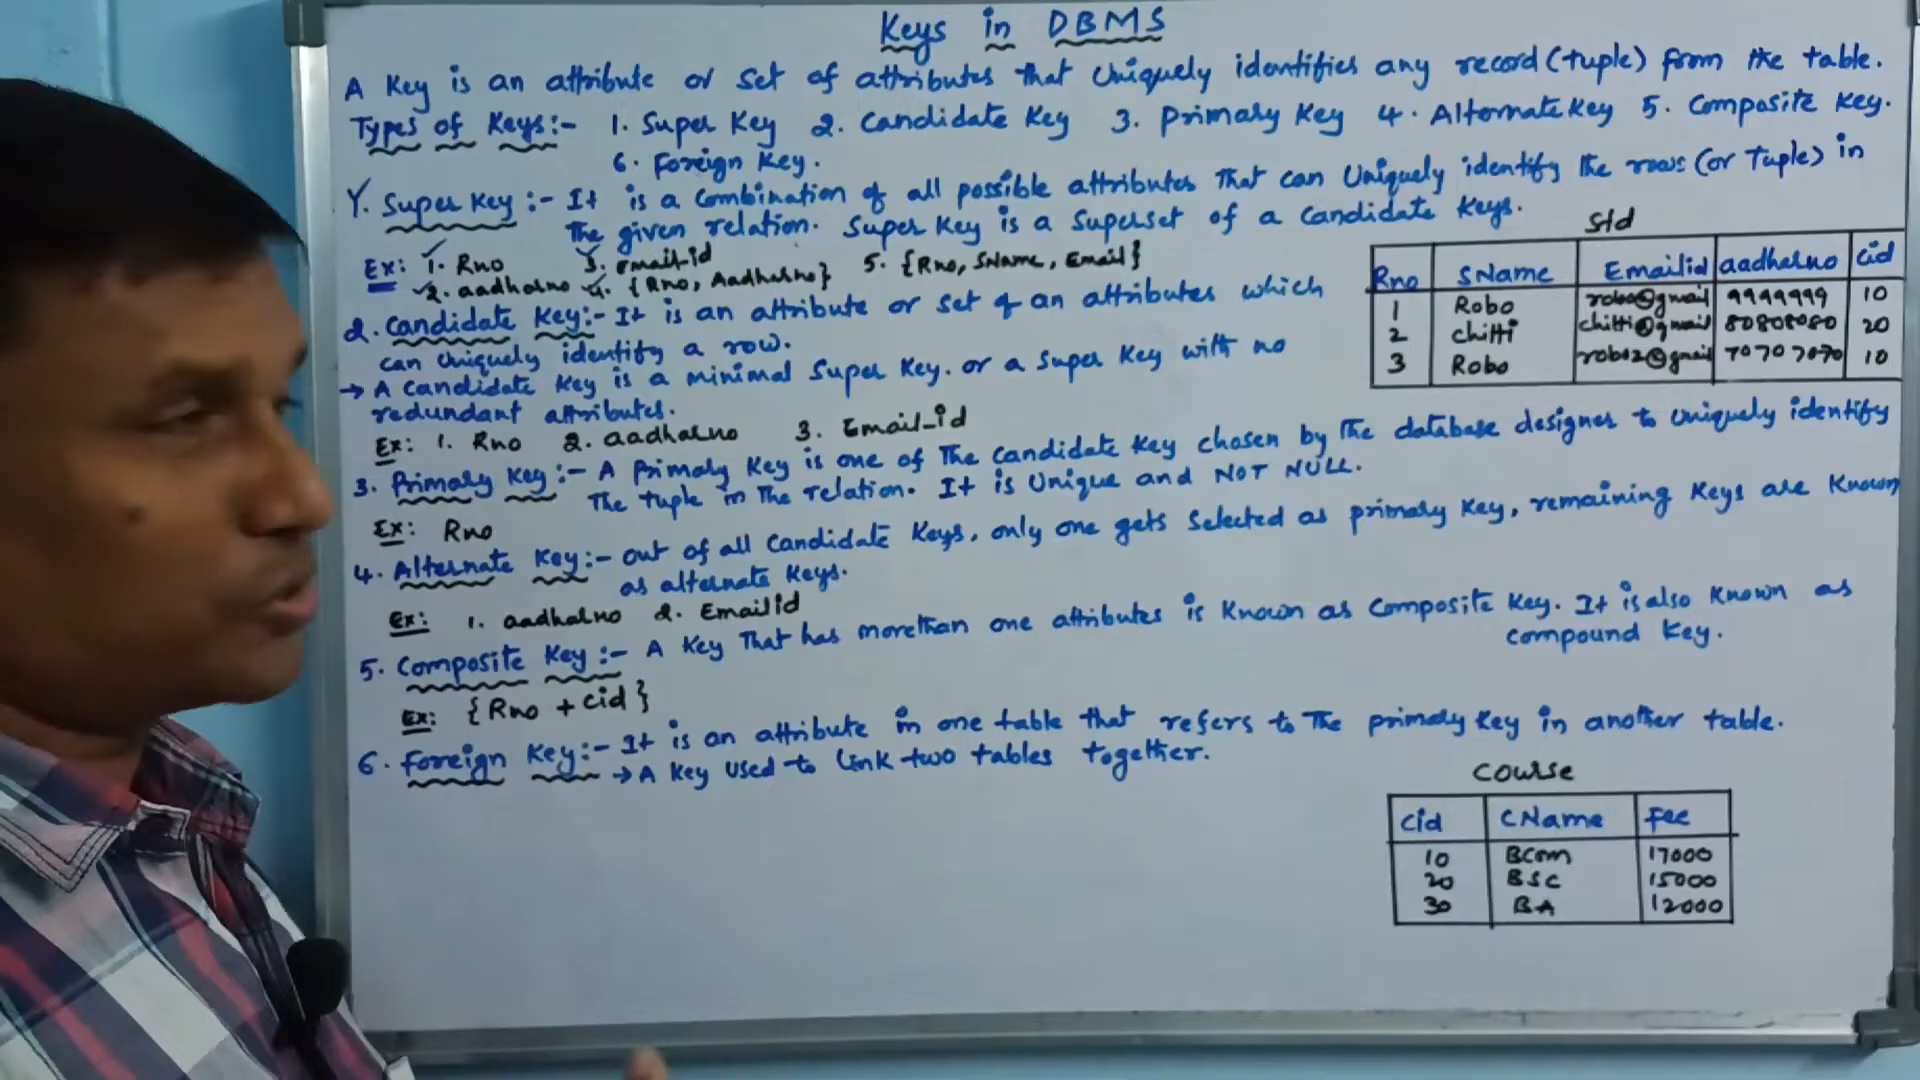 Keys in DBMS
A Key is an attribute or set of attributes that Uniquely identifies any record (tuple) from the table.
Types of Keys:- 1. Super Key 2. Candidate Key 3. Primary Key 4. Alternate Key 5. Composite Key.
6. Foreign Key.
1. Super Key :- It is a Combination of all possible attributes that can Uniquely identify the rows (or Tuple) in
the given relation. Super Key is a Superset of a Candidate Keys.
Ex: 1. Rno 3. Email_id 5. {Rno, SName, Email}
2. aadharno 4. {Rno, Aadharno}
2. Candidate Key:- It is an attribute or set of an attributes which
can Uniquely identify a row.
→ A Candidate Key is a minimal Super Key. or a Super Key with no
redundant attributes.
Ex: 1. Rno 2. aadharno 3. Email_id
3. Primary Key :- A Primary Key is one of The Candidate Key chosen by The database designer to Uniquely identify
The tuple in The relation. It is Unique and NOT NULL.
Ex: Rno
4. Alternate Key:- out of all Candidate Keys, only one gets Selected as primary Key, remaining Keys are Known
as alternate Keys.
Ex: 1. aadharno 2. Emailid
5. Composite Key :- A Key That has morethan one attributes is Known as Composite Key. It is also Known as
Compound Key.
Ex: {Rno + Cid}
6. Foreign Key:- It is an attribute in one table that refers to The primary Key in another table.
→ A Key Used to Link two tables together.
Std
Rno SName Emailid aadharno Cid
1 Robo robo@gmail 9999999 10
2 chitti chitti@gmail 80808080 20
3 Robo robo2@gmail 70707070 10
Course
Cid CName Fee
10 BCom 17000
20 BSC 15000
30 BA 12000